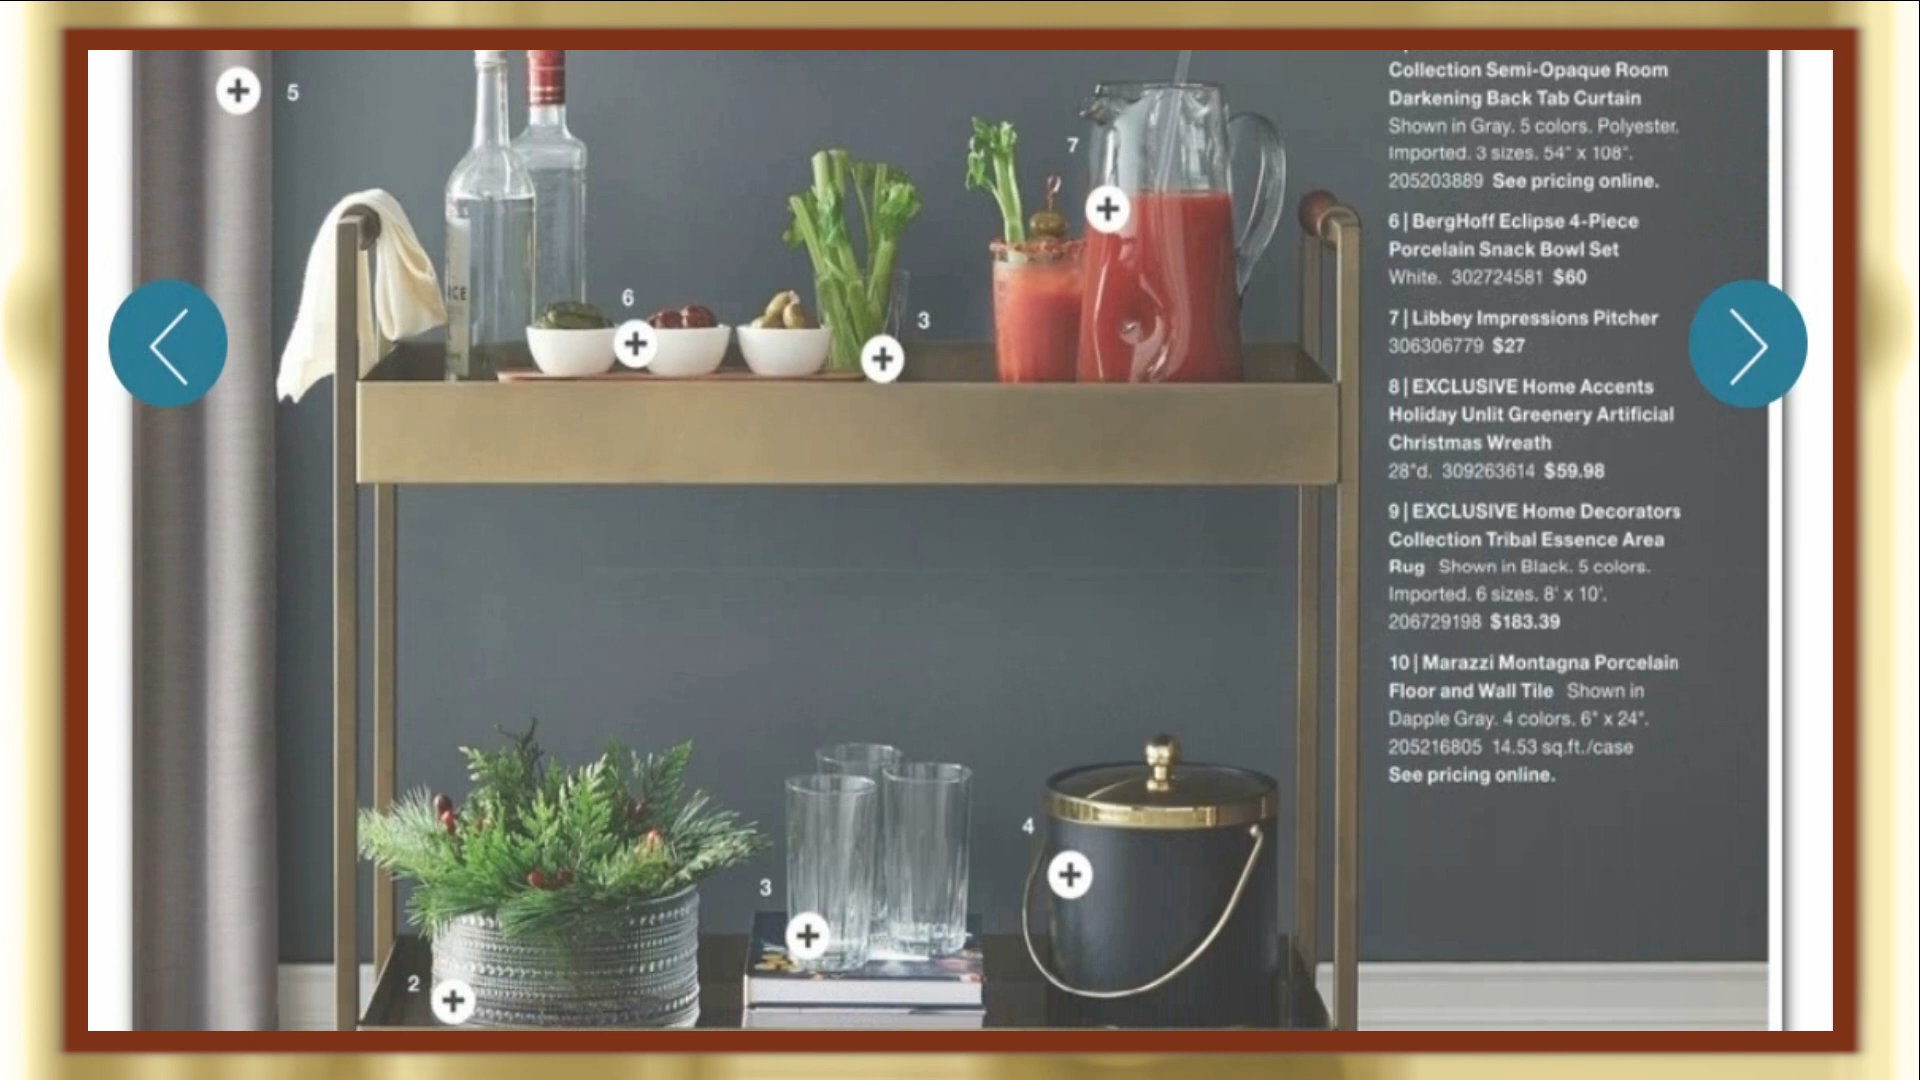 5
7
6
3
3
4
2
ICE
Collection Semi-Opaque Room
Darkening Back Tab Curtain
Shown in Gray. 5 colors. Polyester.
Imported. 3 sizes. 54" x 108".
205203889 See pricing online.
6 | BergHoff Eclipse 4-Piece
Porcelain Snack Bowl Set
White. 302724581 $60
7 | Libbey Impressions Pitcher
306306779 $27
8 | EXCLUSIVE Home Accents
Holiday Unlit Greenery Artificial
Christmas Wreath
28"d. 309263614 $59.98
9 | EXCLUSIVE Home Decorators
Collection Tribal Essence Area
Rug Shown in Black. 5 colors.
Imported. 6 sizes. 8' x 10'.
206729198 $183.39
10 | Marazzi Montagna Porcelain
Floor and Wall Tile Shown in
Dapple Gray. 4 colors. 6" x 24".
205216805 14.53 sq.ft./case
See pricing online.